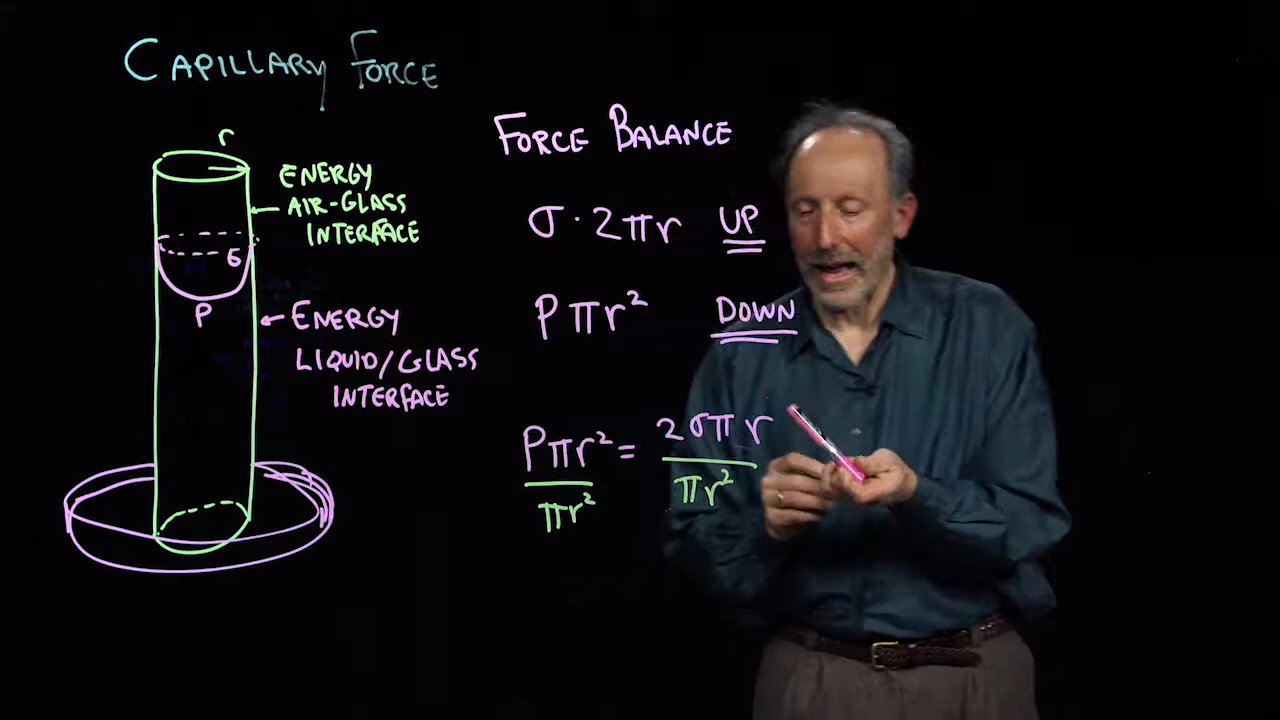 CAPILLARY FORCE
r
ENERGY
AIR-GLASS
INTERFACE
σ
P
ENERGY
LIQUID/GLASS
INTERFACE
FORCE BALANCE
σ · 2πr UP
Pπr² DOWN
Pπr² = 2σπr
πr² πr²